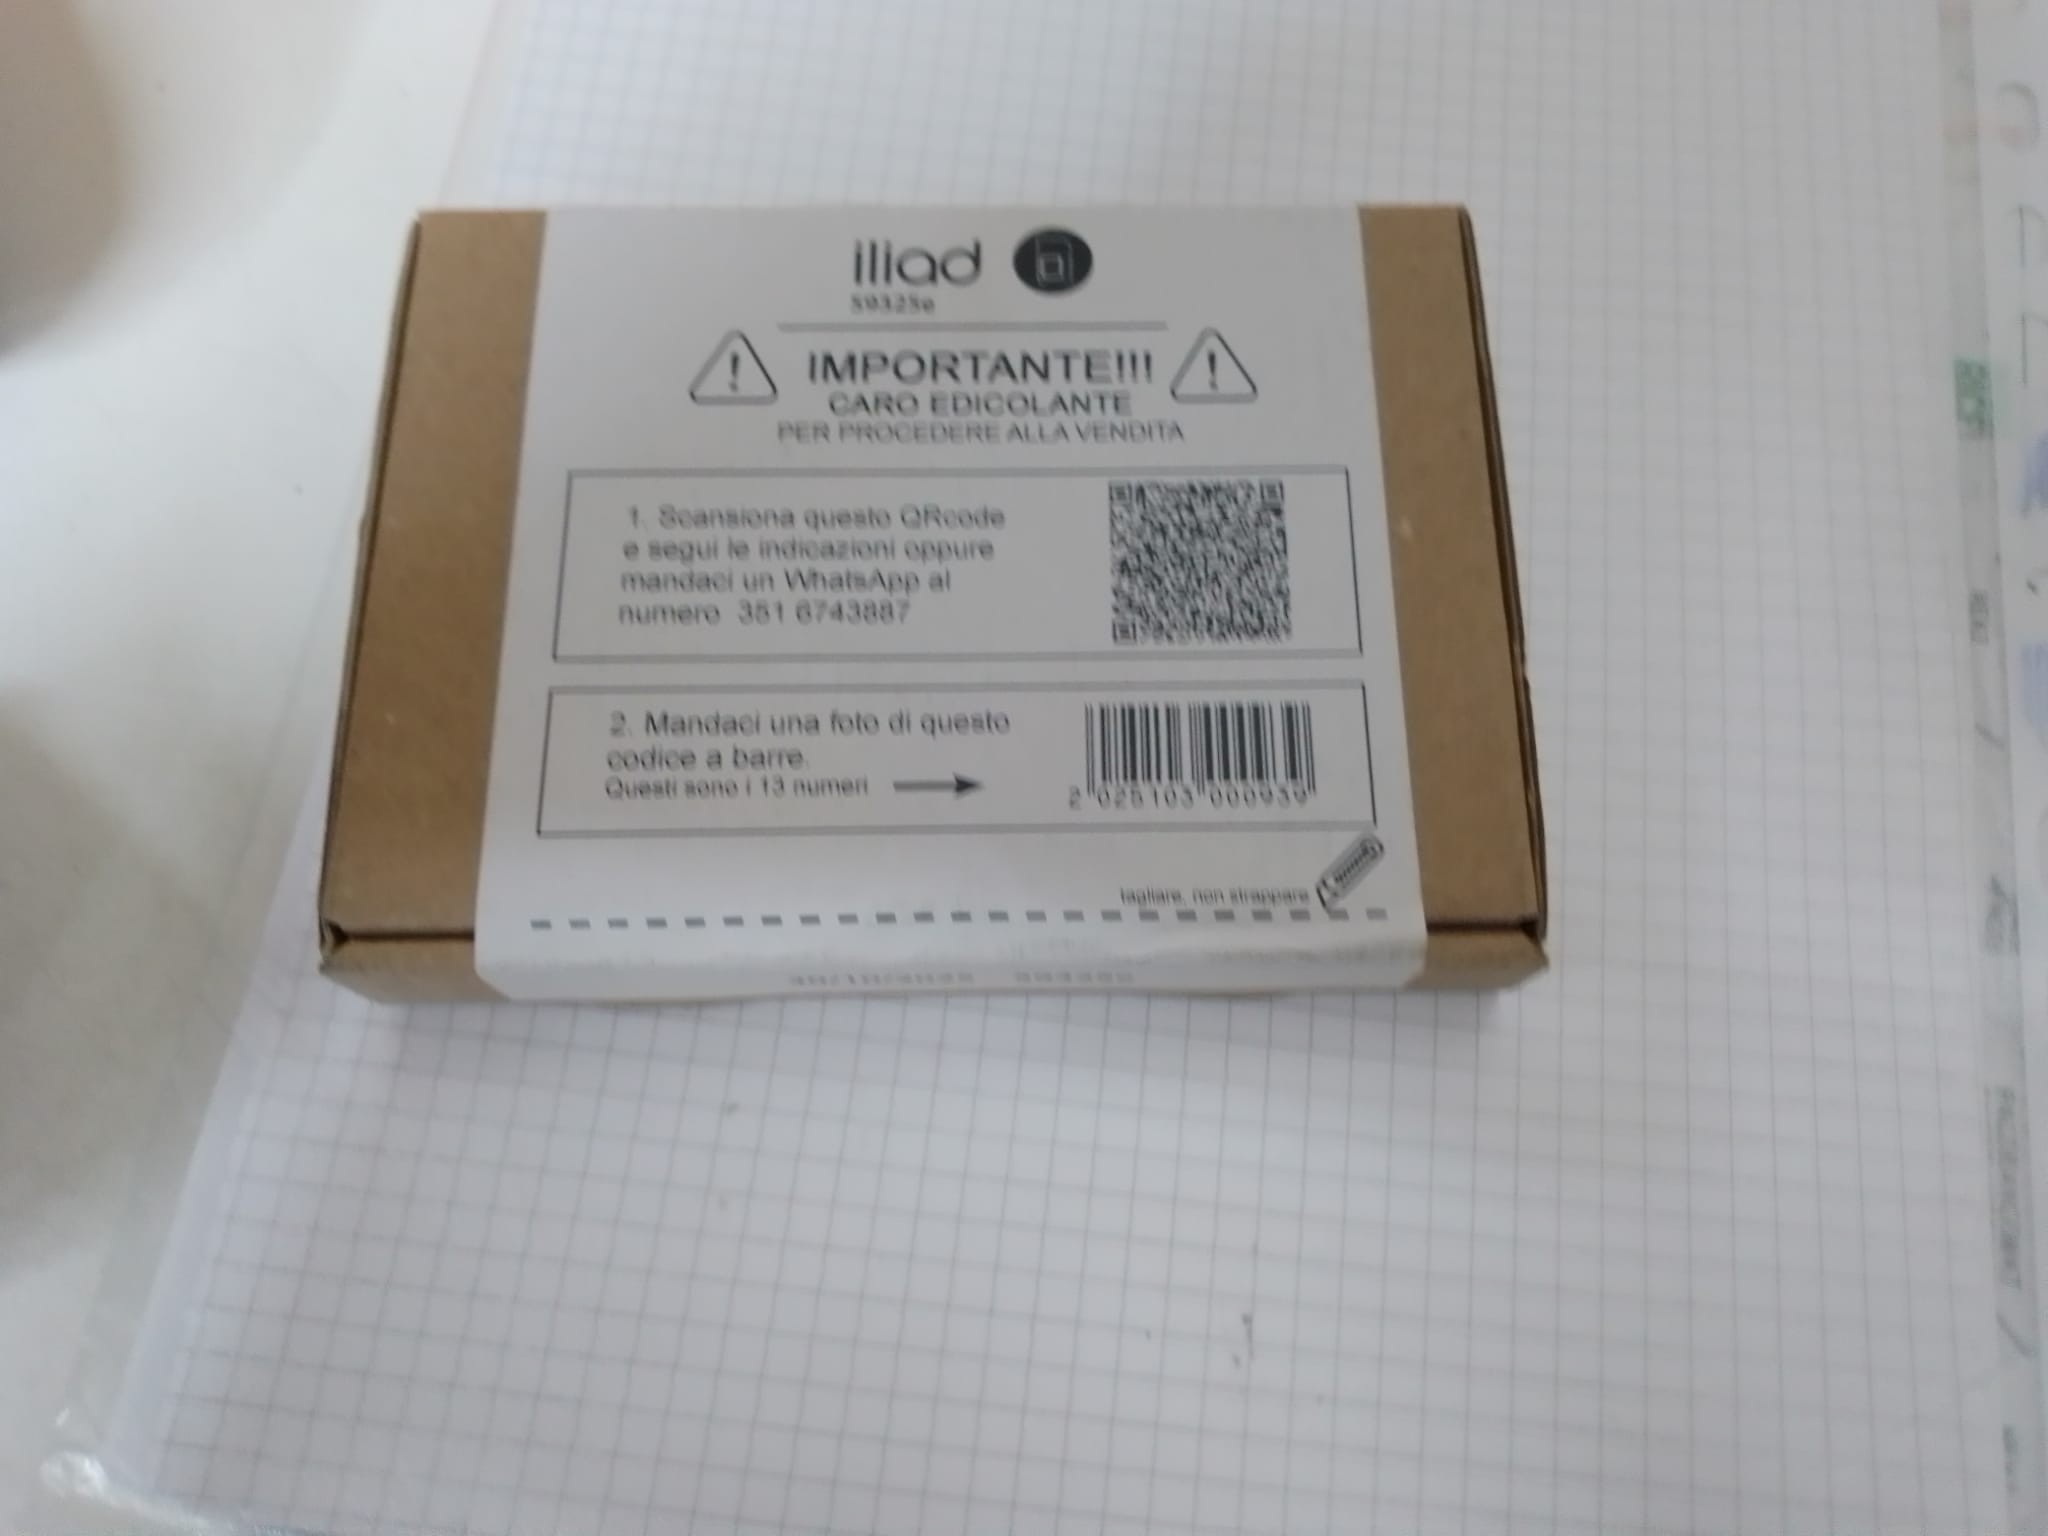 iliad
59325e
IMPORTANTE!!!
CARO EDICOLANTE
PER PROCEDERE ALLA VENDITA
1. Scansiona questo QRcode
e segui le indicazioni oppure
mandaci un WhatsApp al
numero 351 6743887
2. Mandaci una foto di questo
codice a barre.
Questi sono i 13 numeri
2 025103 000939
tagliare, non strappare